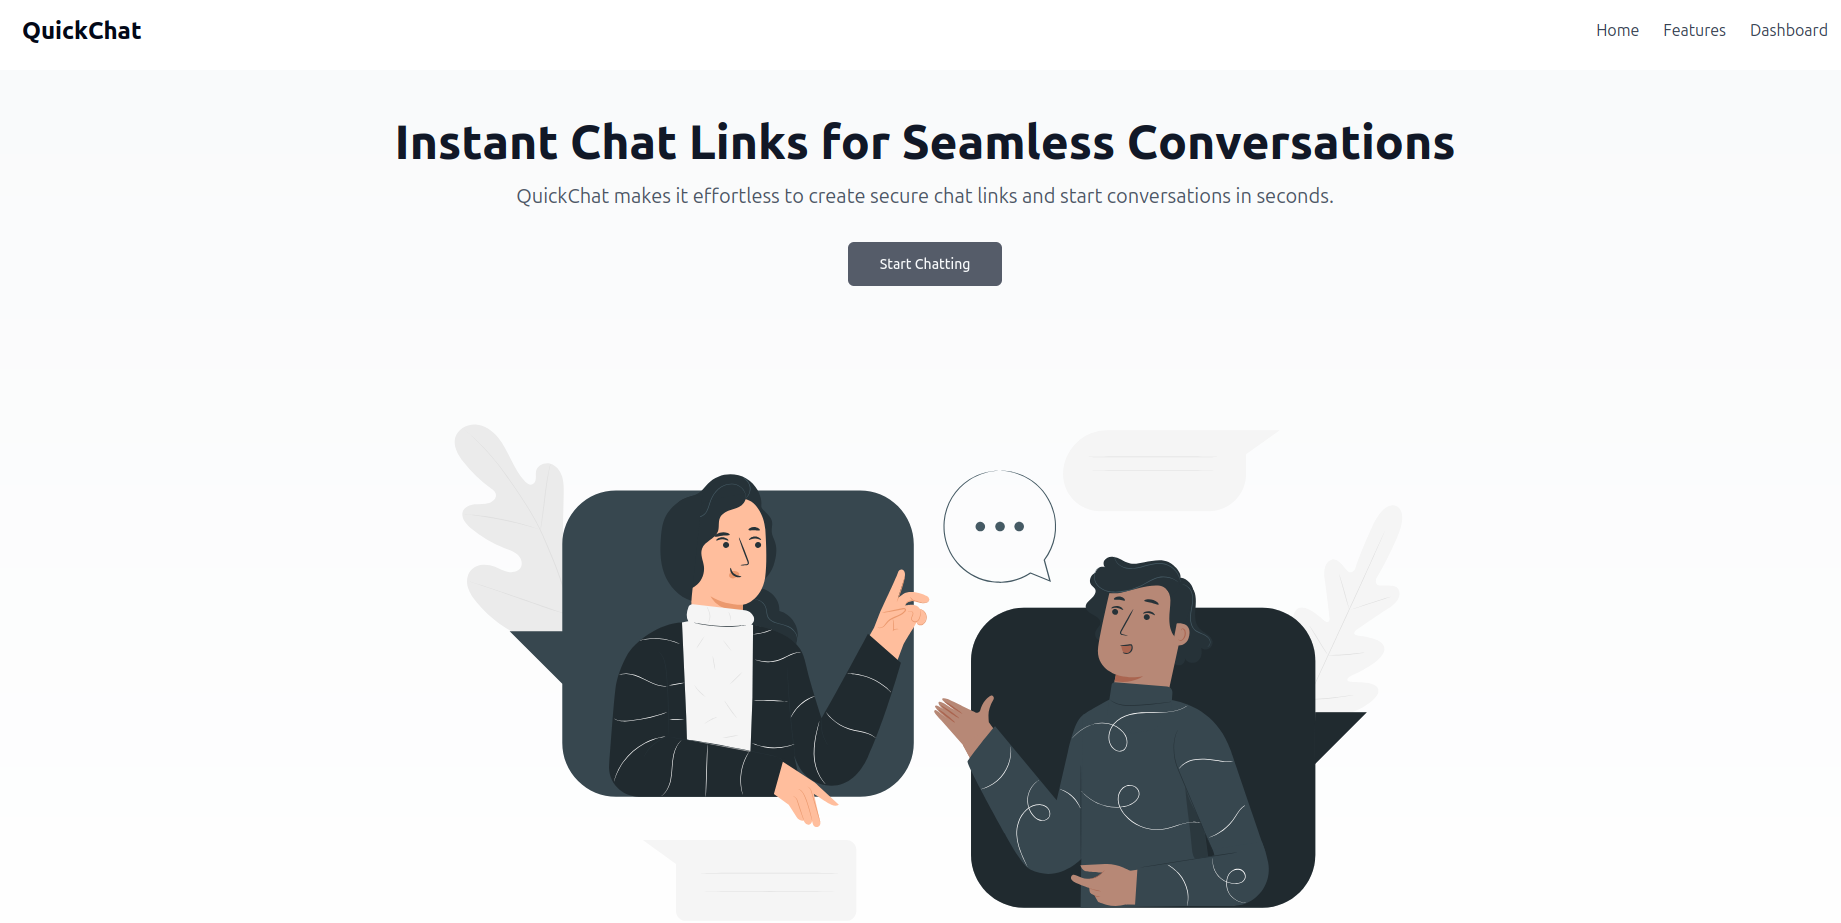 QuickChat
Home Features Dashboard
Instant Chat Links for Seamless Conversations
QuickChat makes it effortless to create secure chat links and start conversations in seconds.
Start Chatting